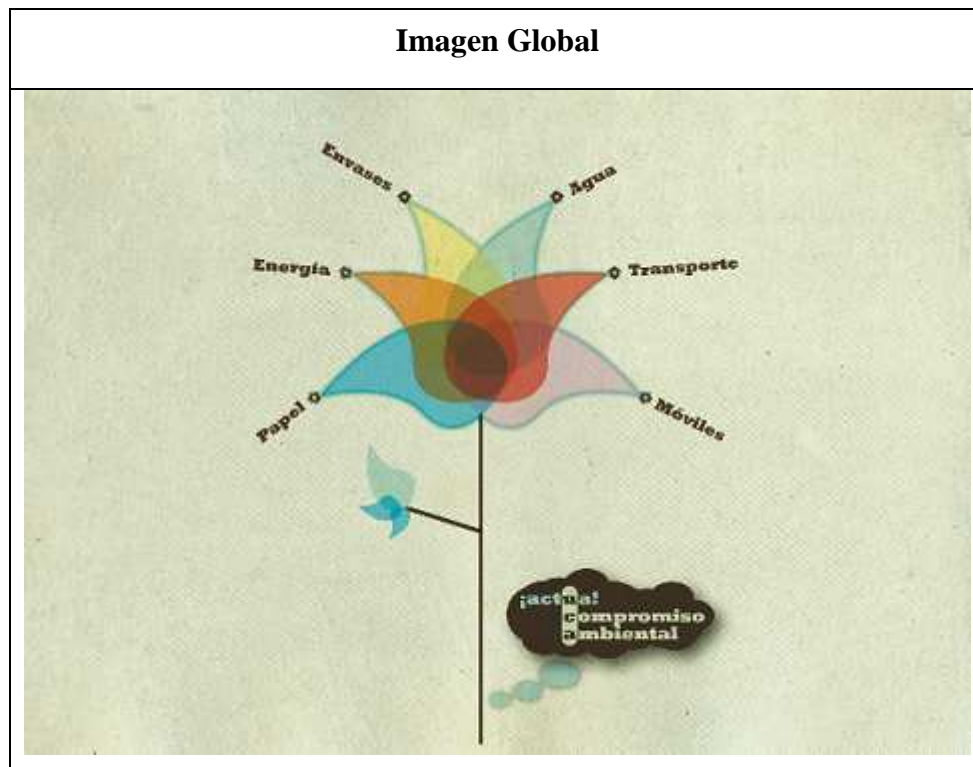 Imagen Global
Envases
Agua
Energía
Transporte
Papel
Móviles
¡actúa!
compromiso
ambiental